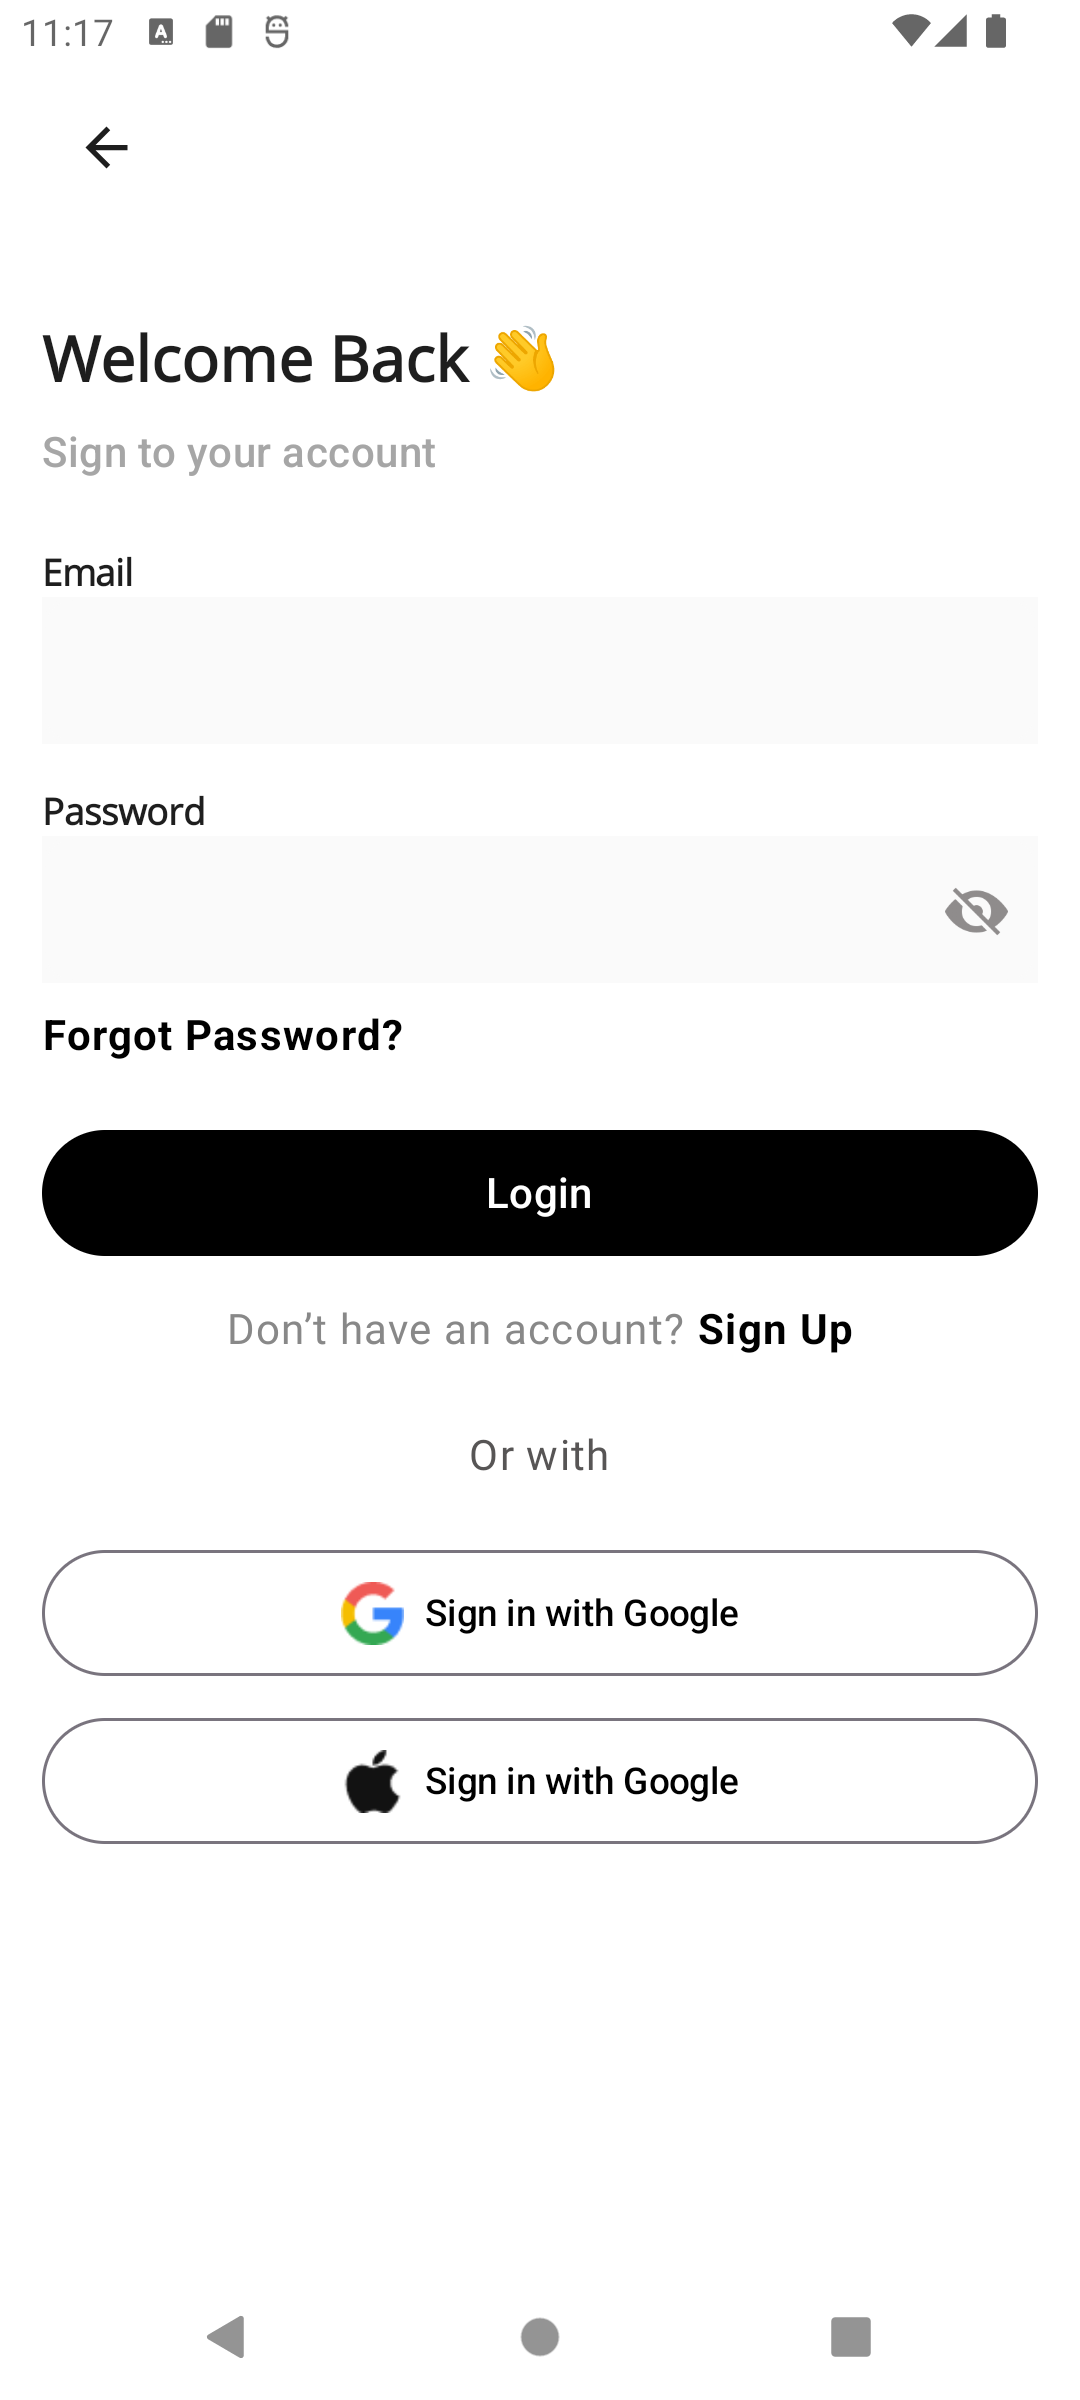 11:17
Welcome Back 👋
Sign to your account
Email
Password
Forgot Password?
Login
Don’t have an account? Sign Up
Or with
Sign in with Google
Sign in with Google